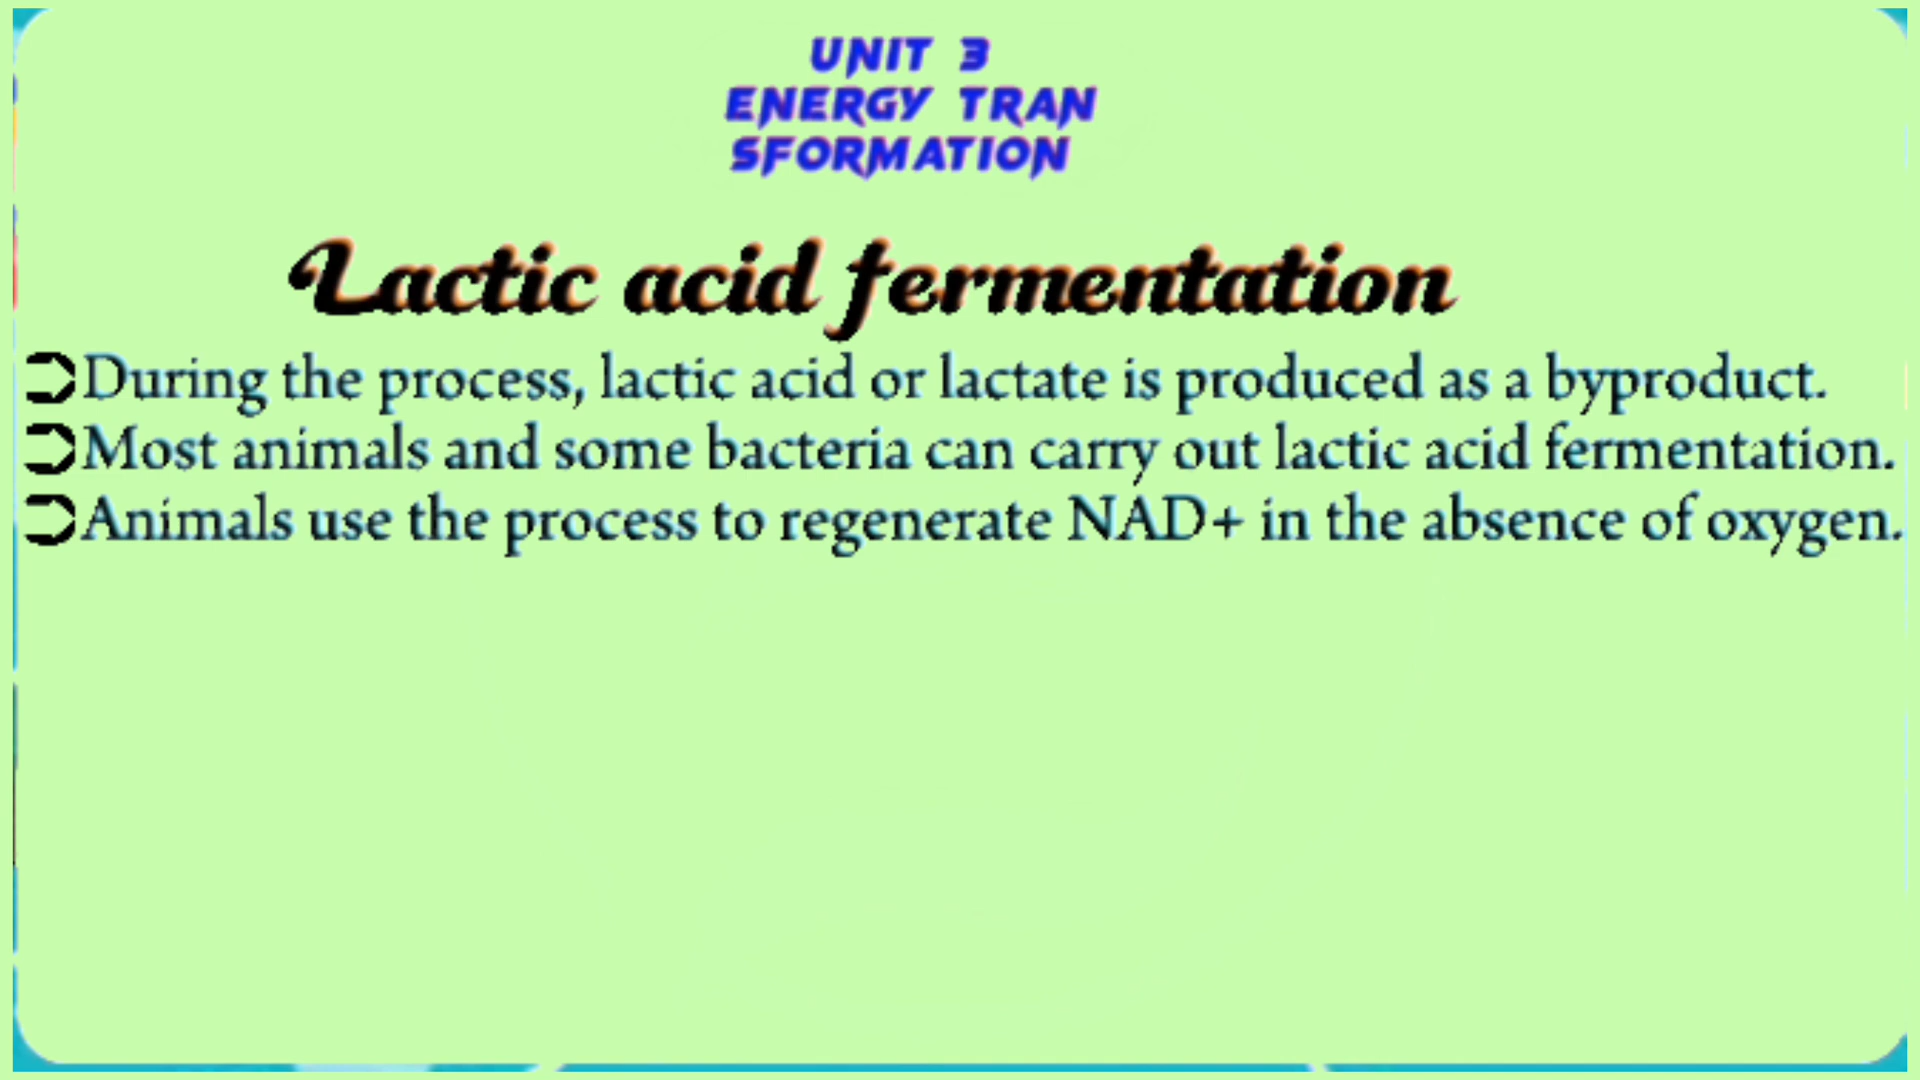 UNIT 3
ENERGY TRAN
SFORMATION
Lactic acid fermentation
⊃During the process, lactic acid or lactate is produced as a byproduct.
⊃Most animals and some bacteria can carry out lactic acid fermentation.
⊃Animals use the process to regenerate NAD+ in the absence of oxygen.